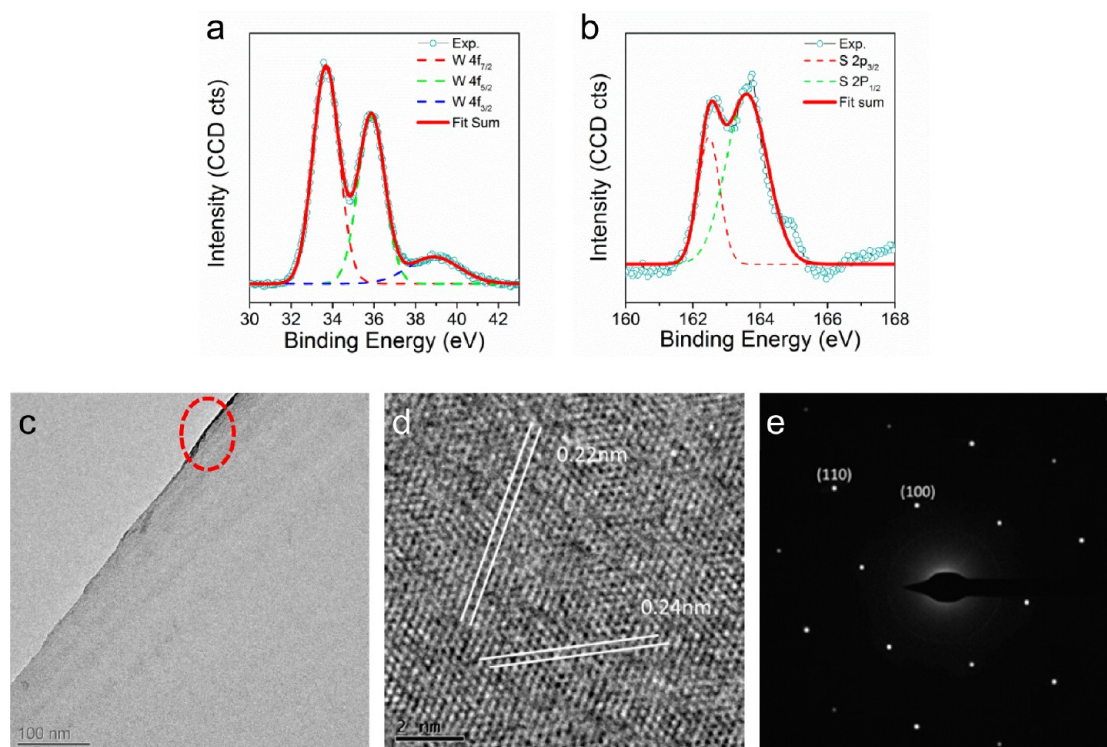 a
Exp.
W 4f7/2
W 4f5/2
W 4f3/2
Fit Sum
Intensity (CCD cts)
30 32 34 36 38 40 42
Binding Energy (eV)
b
Exp.
S 2p3/2
S 2P1/2
Fit sum
Intensity (CCD cts)
160 162 164 166 168
Binding Energy (eV)
c
100 nm
d
0.22nm
0.24nm
2 nm
e
(110)
(100)